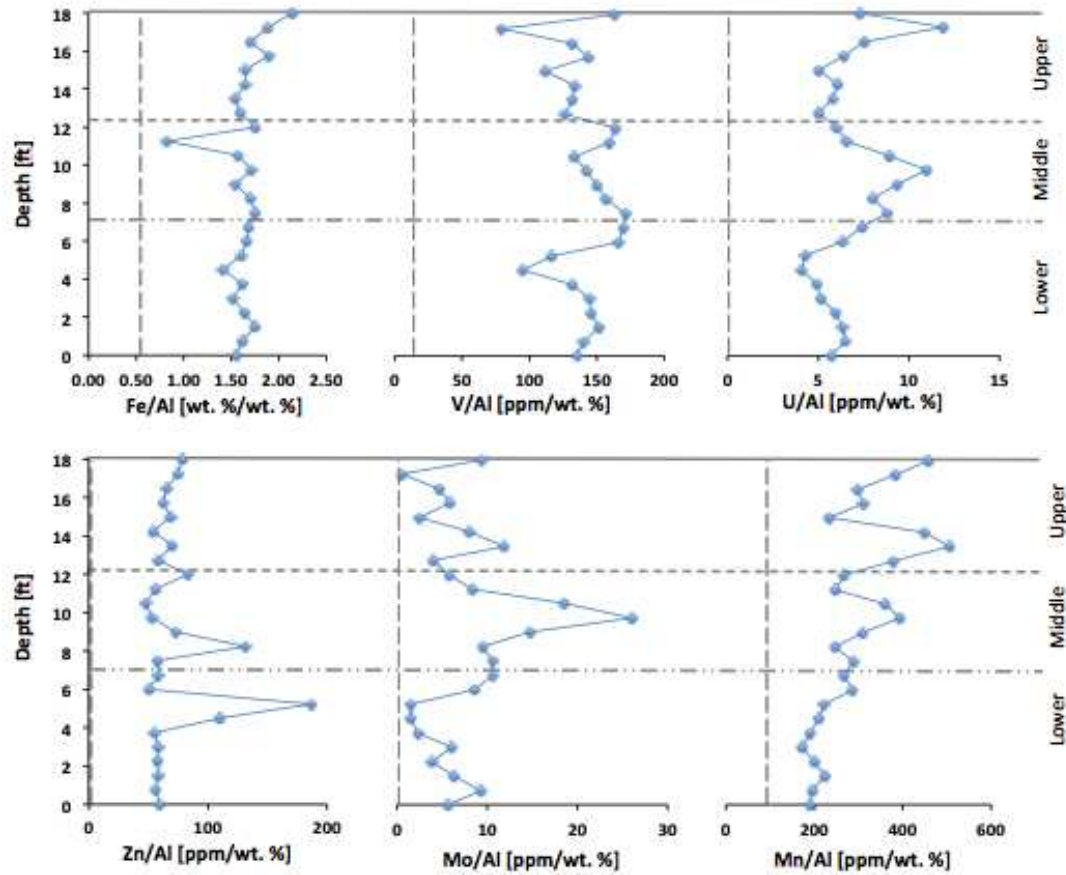 18
16
14
12
10
8
6
4
2
0
Depth [ft]
0.00 0.50 1.00 1.50 2.00 2.50
Fe/Al [wt. %/wt. %]
0 50 100 150 200
V/Al [ppm/wt. %]
0 5 10 15
U/Al [ppm/wt. %]
Upper
Middle
Lower
18
16
14
12
10
8
6
4
2
0
Depth [ft]
0 100 200
Zn/Al [ppm/wt. %]
0 10 20 30
Mo/Al [ppm/wt. %]
0 200 400 600
Mn/Al [ppm/wt. %]
Upper
Middle
Lower